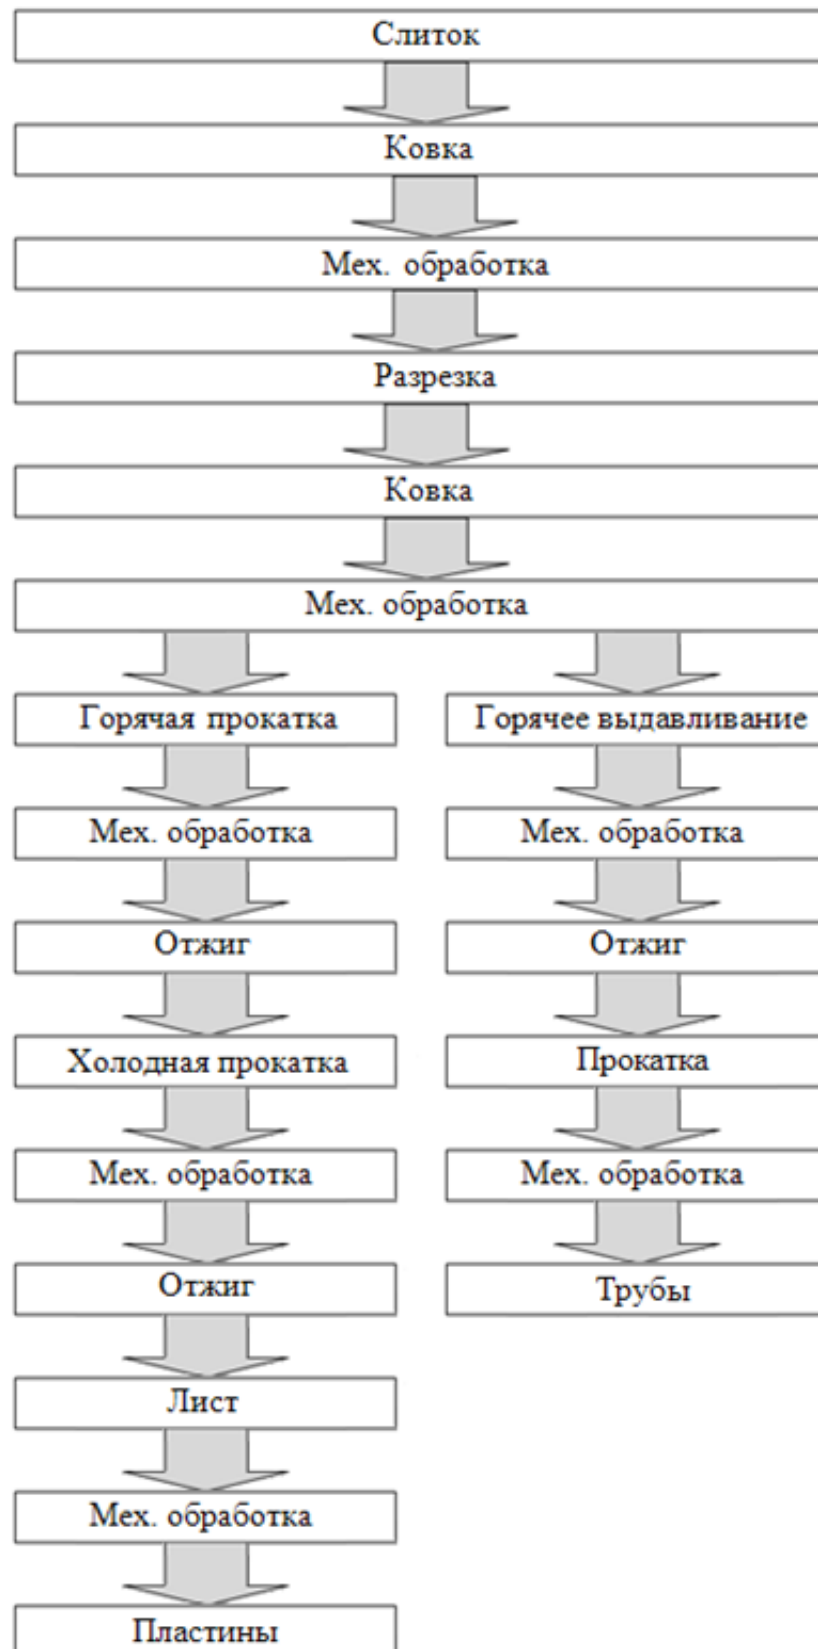 Слиток
Ковка
Мех. обработка
Разрезка
Ковка
Мех. обработка
Горячая прокатка
Мех. обработка
Отжиг
Холодная прокатка
Мех. обработка
Отжиг
Лист
Мех. обработка
Пластины
Горячее выдавливание
Мех. обработка
Отжиг
Прокатка
Мех. обработка
Трубы